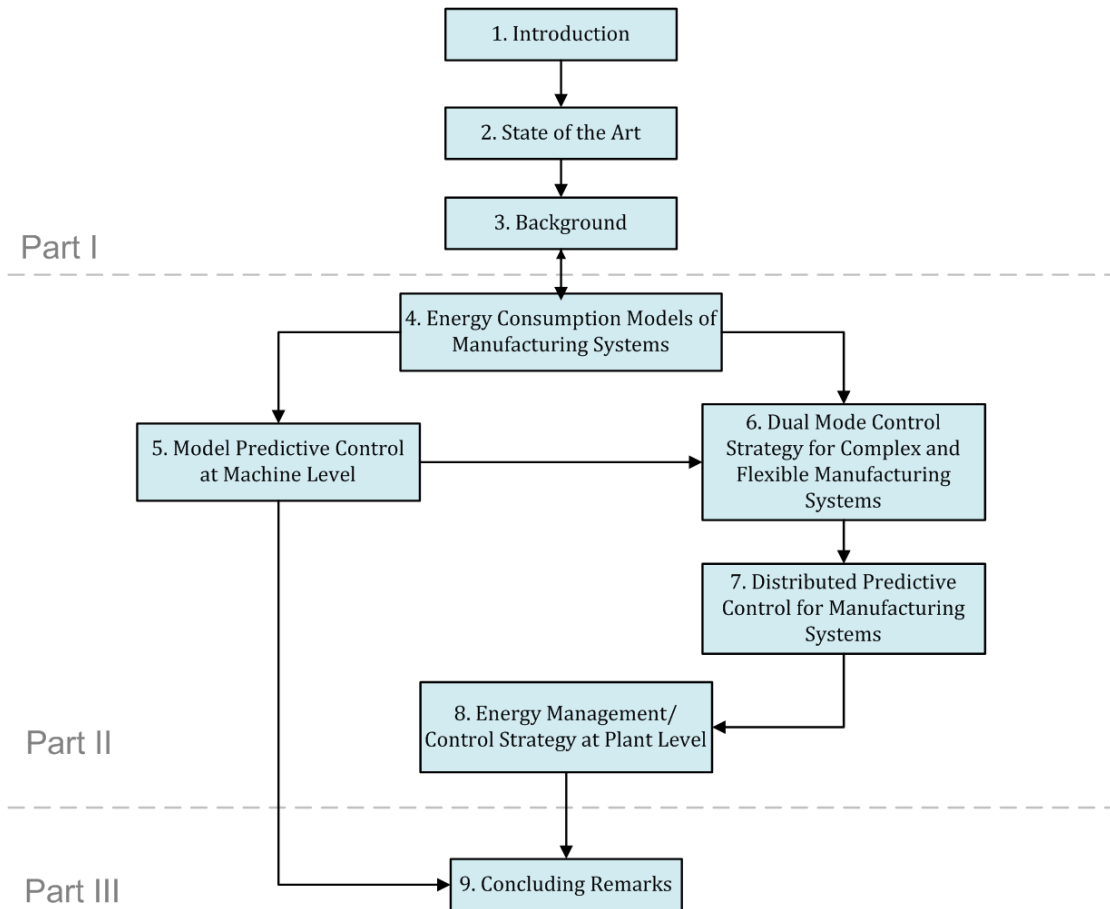 1. Introduction
2. State of the Art
3. Background
Part I
4. Energy Consumption Models of
Manufacturing Systems
5. Model Predictive Control
at Machine Level
6. Dual Mode Control
Strategy for Complex and
Flexible Manufacturing
Systems
7. Distributed Predictive
Control for Manufacturing
Systems
8. Energy Management/
Control Strategy at Plant Level
Part II
9. Concluding Remarks
Part III